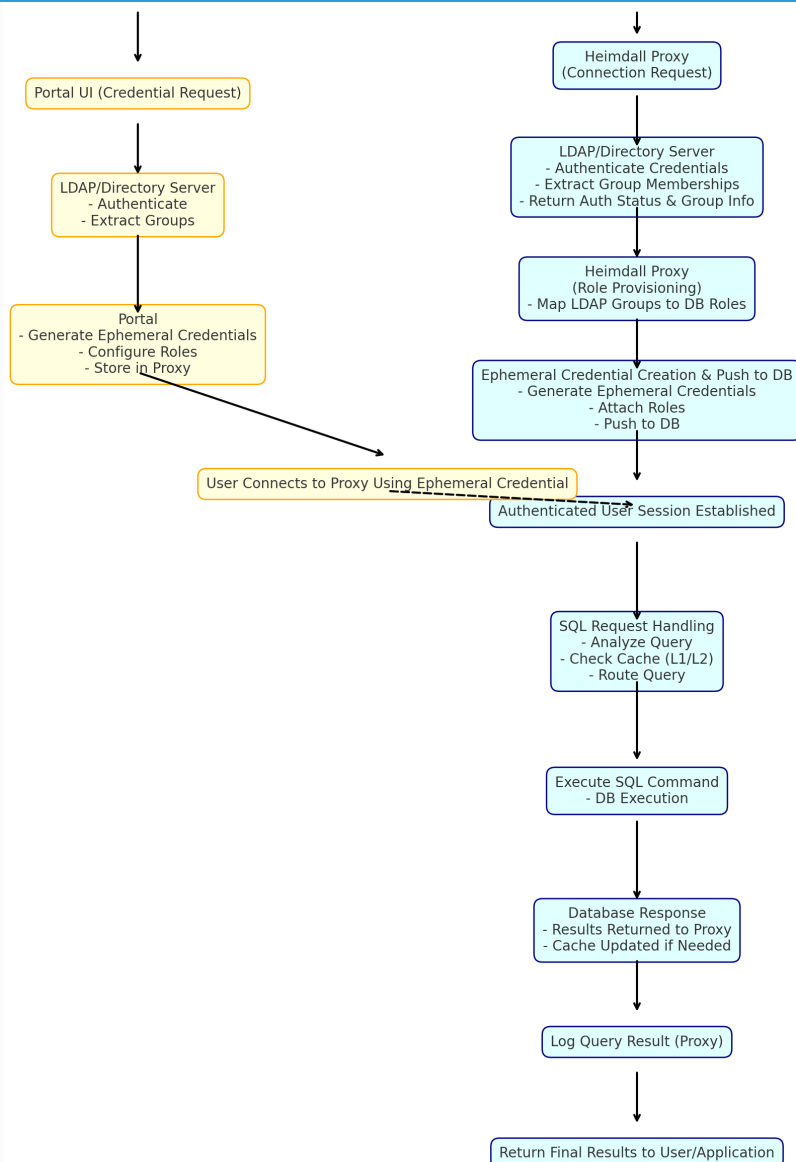 Portal UI (Credential Request)
LDAP/Directory Server
- Authenticate
- Extract Groups
Portal
- Generate Ephemeral Credentials
- Configure Roles
- Store in Proxy
User Connects to Proxy Using Ephemeral Credential
Heimdall Proxy
(Connection Request)
LDAP/Directory Server
- Authenticate Credentials
- Extract Group Memberships
- Return Auth Status & Group Info
Heimdall Proxy
(Role Provisioning)
- Map LDAP Groups to DB Roles
Ephemeral Credential Creation & Push to DB
- Generate Ephemeral Credentials
- Attach Roles
- Push to DB
Authenticated User Session Established
SQL Request Handling
- Analyze Query
- Check Cache (L1/L2)
- Route Query
Execute SQL Command
- DB Execution
Database Response
- Results Returned to Proxy
- Cache Updated if Needed
Log Query Result (Proxy)
Return Final Results to User/Application